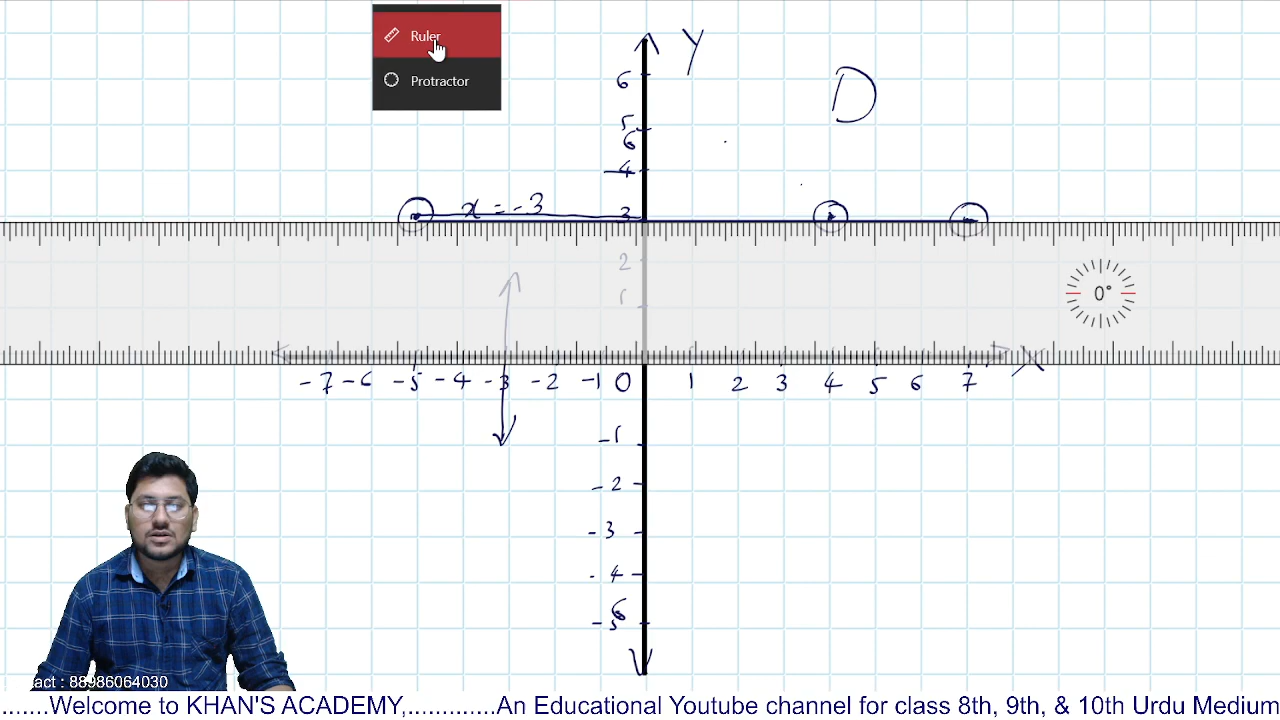 Ruler
Protractor
Y
6
D
5
6
4
x = -3
3
2
1
0°
X
-7 -6 -5 -4 -3 -2 -1 0 1 2 3 4 5 6 7
-1
-2
-3
-4
act : 88986064030
.......Welcome to KHAN'S ACADEMY,.............An Educational Youtube channel for class 8th, 9th, & 10th Urdu Medium